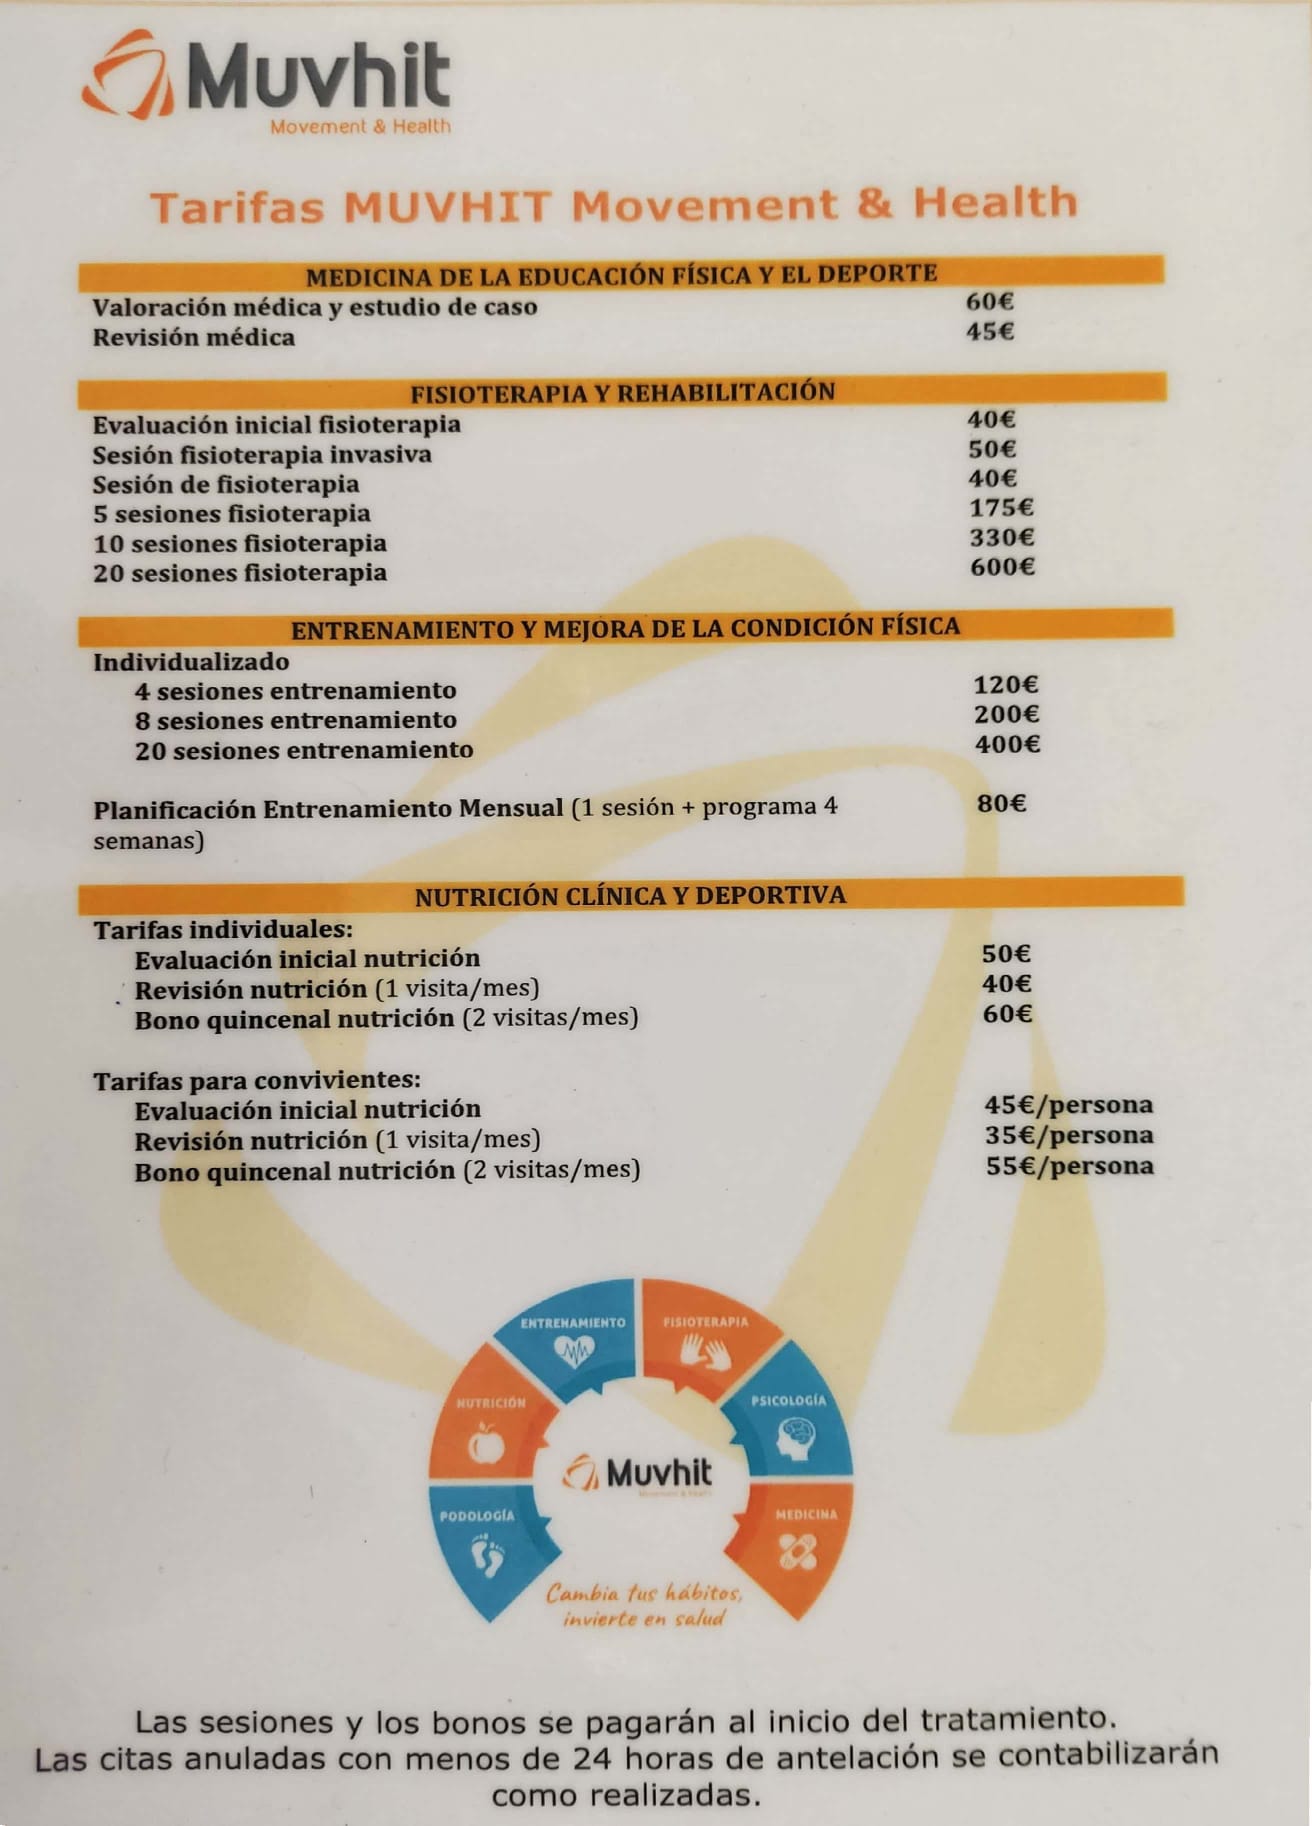 Muvhit
Movement & Health
Tarifas MUVHIT Movement & Health
MEDICINA DE LA EDUCACIÓN FÍSICA Y EL DEPORTE
Valoración médica y estudio de caso 60€
Revisión médica 45€
FISIOTERAPIA Y REHABILITACIÓN
Evaluación inicial fisioterapia 40€
Sesión fisioterapia invasiva 50€
Sesión de fisioterapia 40€
5 sesiones fisioterapia 175€
10 sesiones fisioterapia 330€
20 sesiones fisioterapia 600€
ENTRENAMIENTO Y MEJORA DE LA CONDICIÓN FÍSICA
Individualizado
4 sesiones entrenamiento 120€
8 sesiones entrenamiento 200€
20 sesiones entrenamiento 400€
Planificación Entrenamiento Mensual (1 sesión + programa 4 80€
semanas)
NUTRICIÓN CLÍNICA Y DEPORTIVA
Tarifas individuales:
Evaluación inicial nutrición 50€
Revisión nutrición (1 visita/mes) 40€
Bono quincenal nutrición (2 visitas/mes) 60€
Tarifas para convivientes:
Evaluación inicial nutrición 45€/persona
Revisión nutrición (1 visita/mes) 35€/persona
Bono quincenal nutrición (2 visitas/mes) 55€/persona
ENTRENAMIENTO
FISIOTERAPIA
NUTRICIÓN
PSICOLOGÍA
Muvhit
Movement & Health
PODOLOGÍA
MEDICINA
Cambia tus hábitos,
invierte en salud
Las sesiones y los bonos se pagarán al inicio del tratamiento.
Las citas anuladas con menos de 24 horas de antelación se contabilizarán
como realizadas.